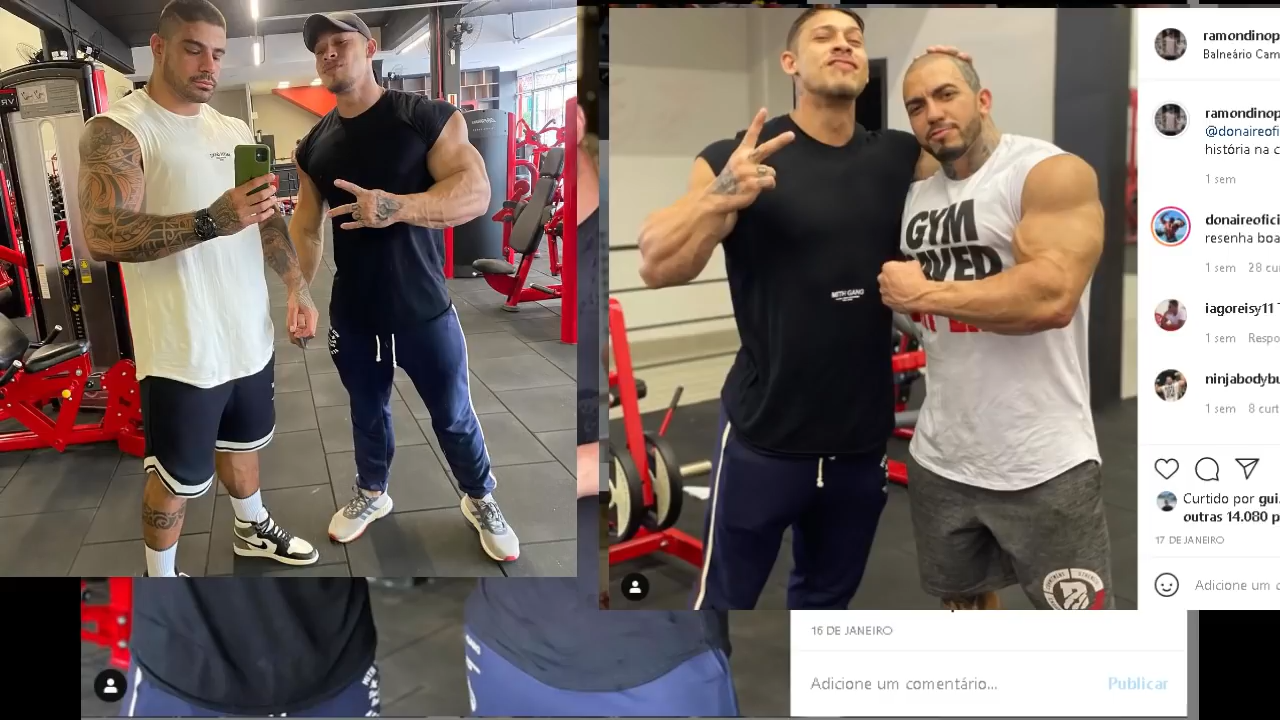 ramondinop
Balneário Cam
ramondinop
@donaireofi
história na c
1 sem
donaireofici
resenha boa
1 sem 28 cur
iagoreisy11
1 sem Respo
ninjabodybu
1 sem 8 curt
Curtido por gui.
outras 14.080 p
17 DE JANEIRO
Adicione um c
GYM
MITH GANG
16 DE JANEIRO
Adicione um comentário...
Publicar